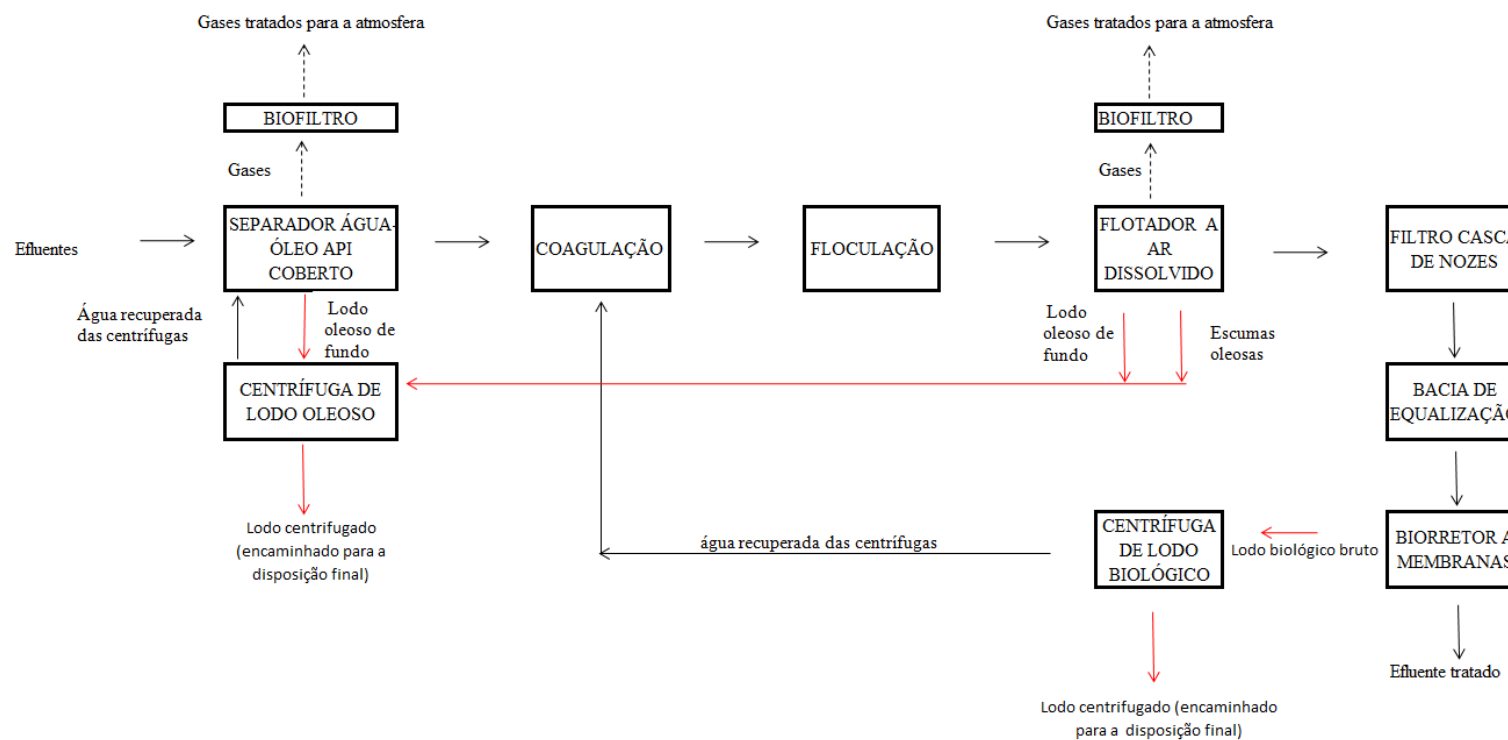 Gases tratados para a atmosfera
Gases tratados para a atmosfera
BIOFILTRO
BIOFILTRO
Gases
Gases
Efluentes
SEPARADOR ÁGUA-
ÓLEO API
COBERTO
COAGULAÇÃO
FLOCULAÇÃO
FLOTADOR A
AR
DISSOLVIDO
FILTRO CASCA
DE NOZES
Água recuperada
das centrífugas
Lodo
oleoso de
fundo
Lodo
oleoso de
fundo
Escumas
oleosas
CENTRÍFUGA DE
LODO OLEOSO
BACIA DE
EQUALIZAÇÃO
Lodo centrifugado
(encaminhado para a
disposição final)
água recuperada das centrífugas
CENTRÍFUGA
DE LODO
BIOLÓGICO
Lodo biológico bruto
BIORRETOR A
MEMBRANAS
Efluente tratado
Lodo centrifugado (encaminhado
para a disposição final)